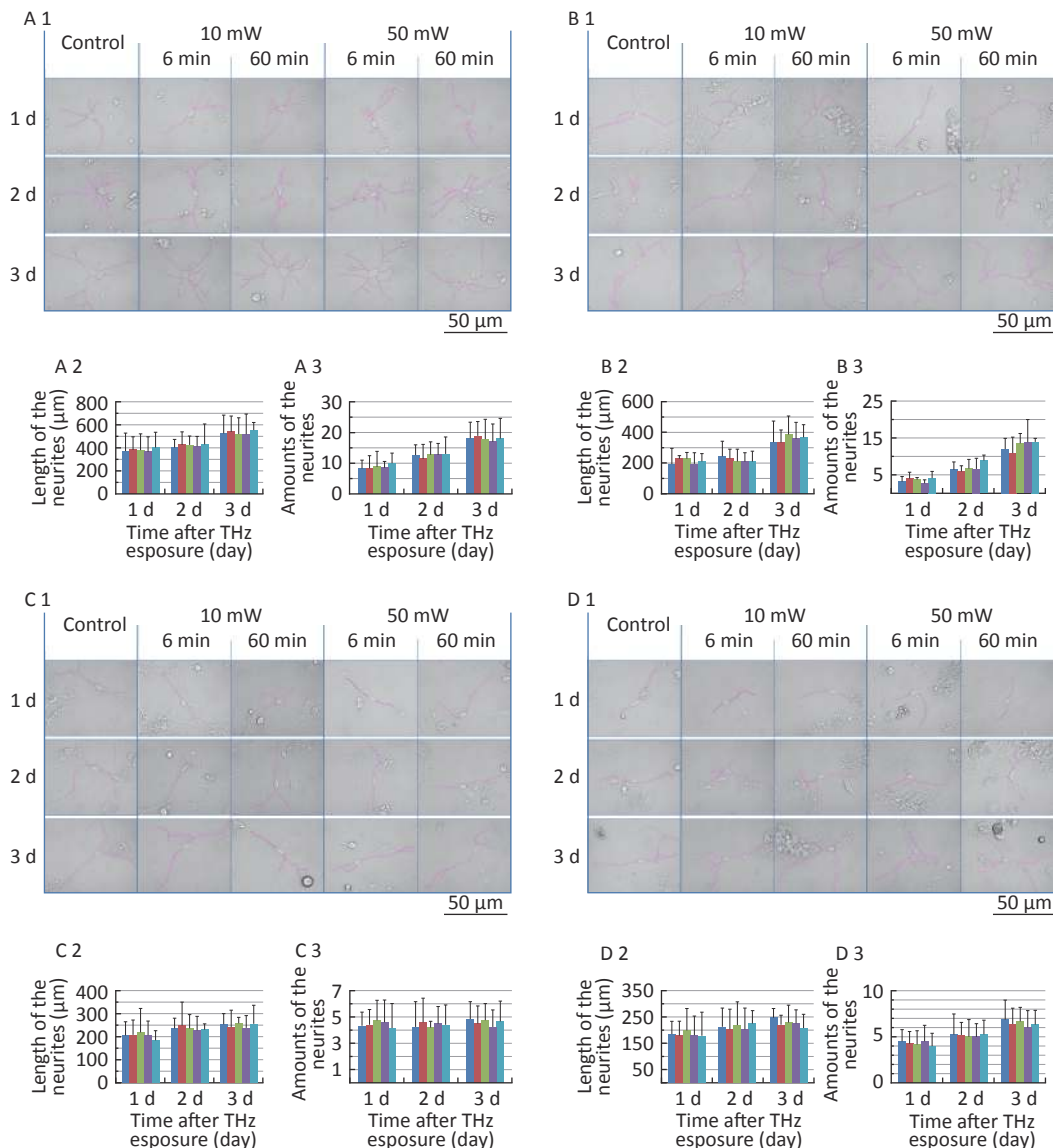 A 1
Control 10 mW 50 mW
6 min 60 min 6 min 60 min
1 d
2 d
3 d
50 μm
B 1
Control 10 mW 50 mW
6 min 60 min 6 min 60 min
1 d
2 d
3 d
50 μm
A 2
Length of the
neurites (μm)
800
600
400
200
0
1 d 2 d 3 d
Time after THz
esposure (day)
A 3
Amounts of the
neurites
30
20
10
0
1 d 2 d 3 d
Time after THz
esposure (day)
B 2
Length of the
neurites (μm)
600
400
200
0
1 d 2 d 3 d
Time after THz
esposure (day)
B 3
Amounts of the
neurites
25
15
5
1 d 2 d 3 d
Time after THz
esposure (day)
C 1
Control 10 mW 50 mW
6 min 60 min 6 min 60 min
1 d
2 d
3 d
50 μm
D 1
Control 10 mW 50 mW
6 min 60 min 6 min 60 min
1 d
2 d
3 d
50 μm
C 2
Length of the
neurites (μm)
400
300
200
100
0
1 d 2 d 3 d
Time after THz
esposure (day)
C 3
Amounts of the
neurites
7
5
3
1
1 d 2 d 3 d
Time after THz
esposure (day)
D 2
Length of the
neurites (μm)
350
250
150
50
1 d 2 d 3 d
Time after THz
esposure (day)
D 3
Amounts of the
neurites
10
5
0
1 d 2 d 3 d
Time after THz
esposure (day)